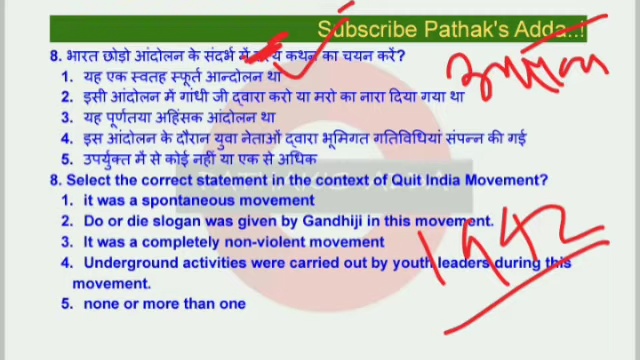 Subscribe Pathak's Adda..!
8. भारत छोड़ो आंदोलन के संदर्भ में सत्य कथन का चयन करें?
1. यह एक स्वतह स्फूर्त आन्दोलन था
2. इसी आंदोलन में गांधी जी द्वारा करो या मरो का नारा दिया गया था
3. यह पूर्णतया अहिंसक आंदोलन था
4. इस आंदोलन के दौरान युवा नेताओं द्वारा भूमिगत गतिविधियां संपन्न की गई
5. उपर्युक्त में से कोई नहीं या एक से अधिक
8. Select the correct statement in the context of Quit India Movement?
1. it was a spontaneous movement
2. Do or die slogan was given by Gandhiji in this movement.
3. It was a completely non-violent movement
4. Underground activities were carried out by youth leaders during this
movement.
5. none or more than one
1942